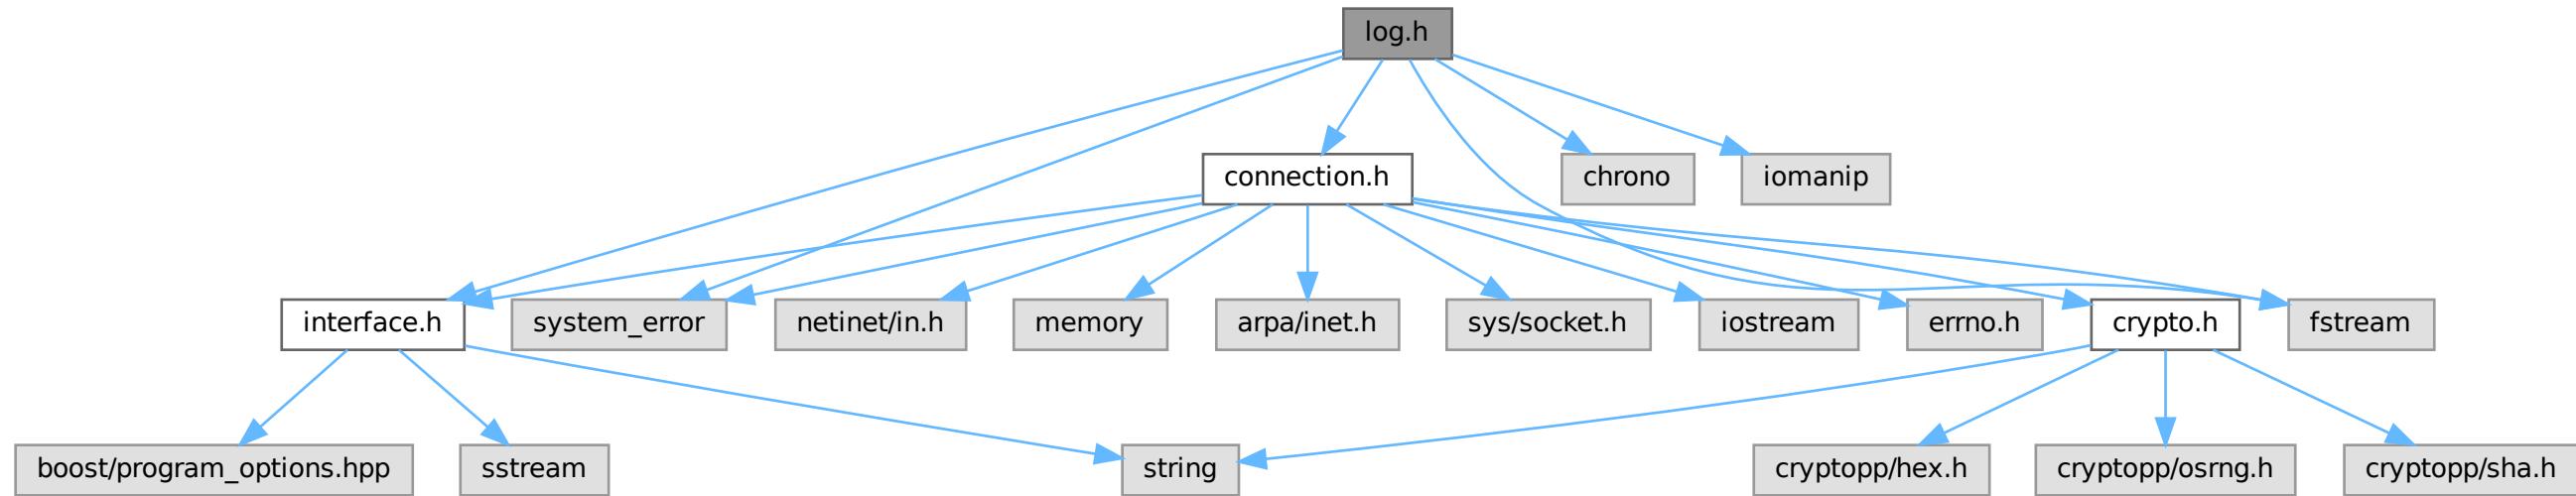 log.h
connection.h
chrono
iomanip
interface.h
system_error
netinet/in.h
memory
arpa/inet.h
sys/socket.h
iostream
errno.h
crypto.h
fstream
boost/program_options.hpp
sstream
string
cryptopp/hex.h
cryptopp/osrng.h
cryptopp/sha.h